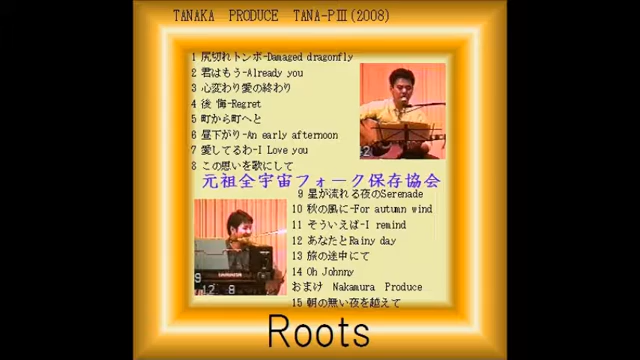 TANAKA PRODUCE TANA-PⅢ(2008)
1 尻切れトンボ-Damaged dragonfly
2 君はもう-Already you
3 心変わり愛の終わり
4 後 悔-Regret
5 町から町へと
6 昼下がり-An early afternoon
7 愛してるわ-I Love you
8 この思いを歌にして
元祖全宇宙フォーク保存協会
9 星が流れる夜のSerenade
10 秋の風に-For autumn wind
11 そういえば-I remind
12 あなたとRainy day
13 旅の途中にて
14 Oh Johnny
おまけ Nakamura Produce
15 朝の無い夜を越えて
Roots